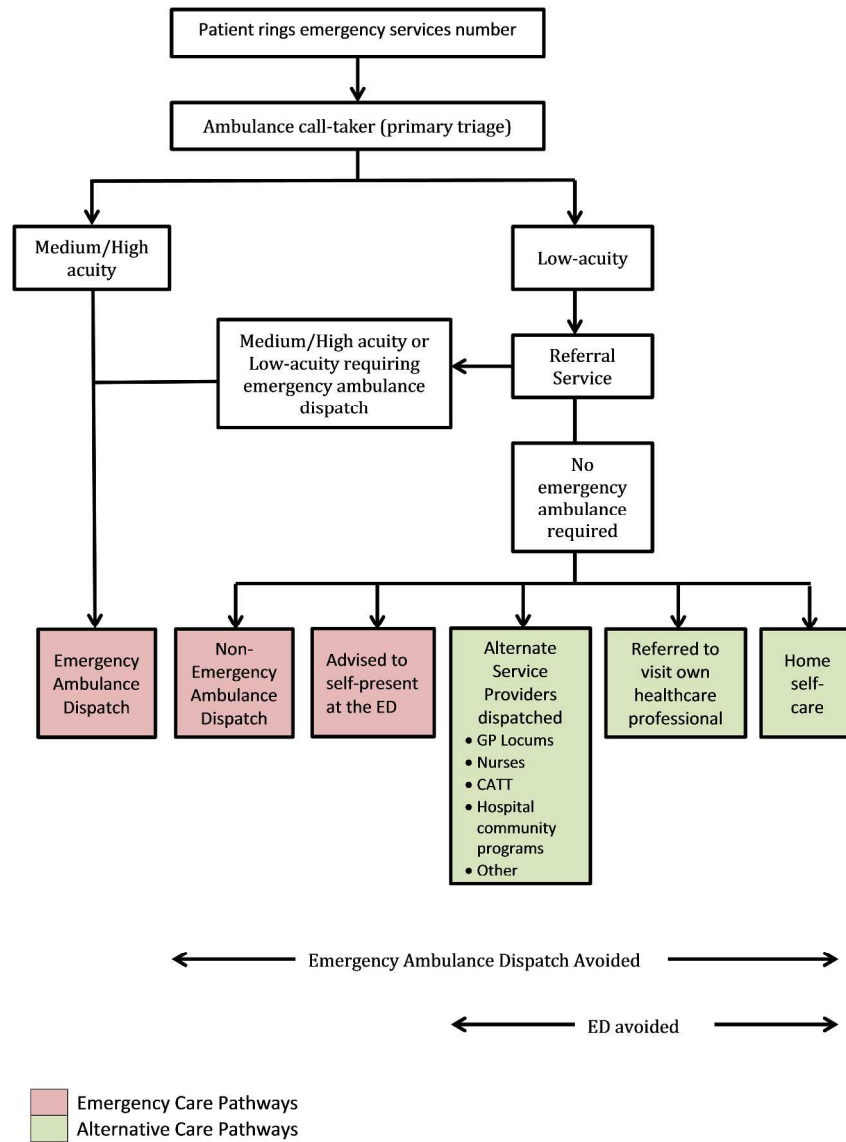 Patient rings emergency services number
Ambulance call-taker (primary triage)
Medium/High
acuity
Low-acuity
Medium/High acuity or
Low-acuity requiring
emergency ambulance
dispatch
Referral
Service
No
emergency
ambulance
required
Emergency
Ambulance
Dispatch
Non-
Emergency
Ambulance
Dispatch
Advised to
self-present
at the ED
Alternate
Service
Providers
dispatched
• GP Locums
• Nurses
• CATT
• Hospital
community
programs
• Other
Referred to
visit own
healthcare
professional
Home
self-
care
Emergency Ambulance Dispatch Avoided
ED avoided
Emergency Care Pathways
Alternative Care Pathways